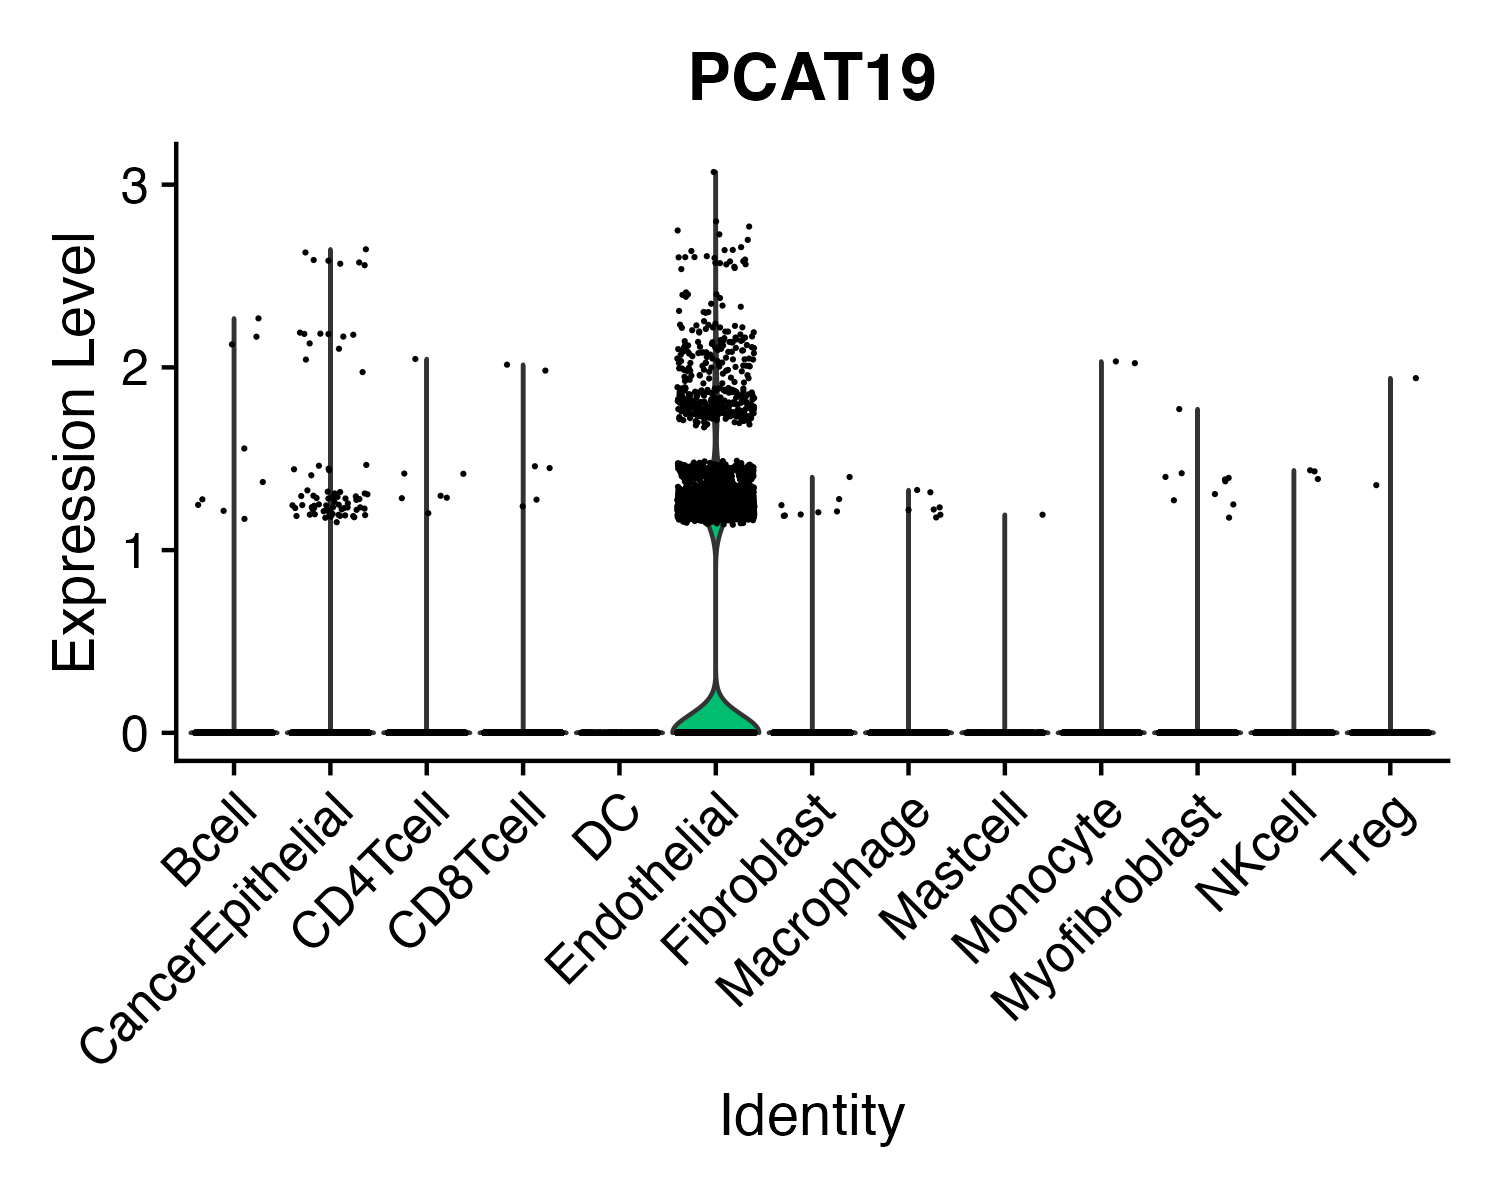 PCAT19
Expression Level
3
2
1
0
Bcell
CancerEpithelial
CD4Tcell
CD8Tcell
DC
Endothelial
Fibroblast
Macrophage
Mastcell
Monocyte
Myofibroblast
NKcell
Treg
Identity